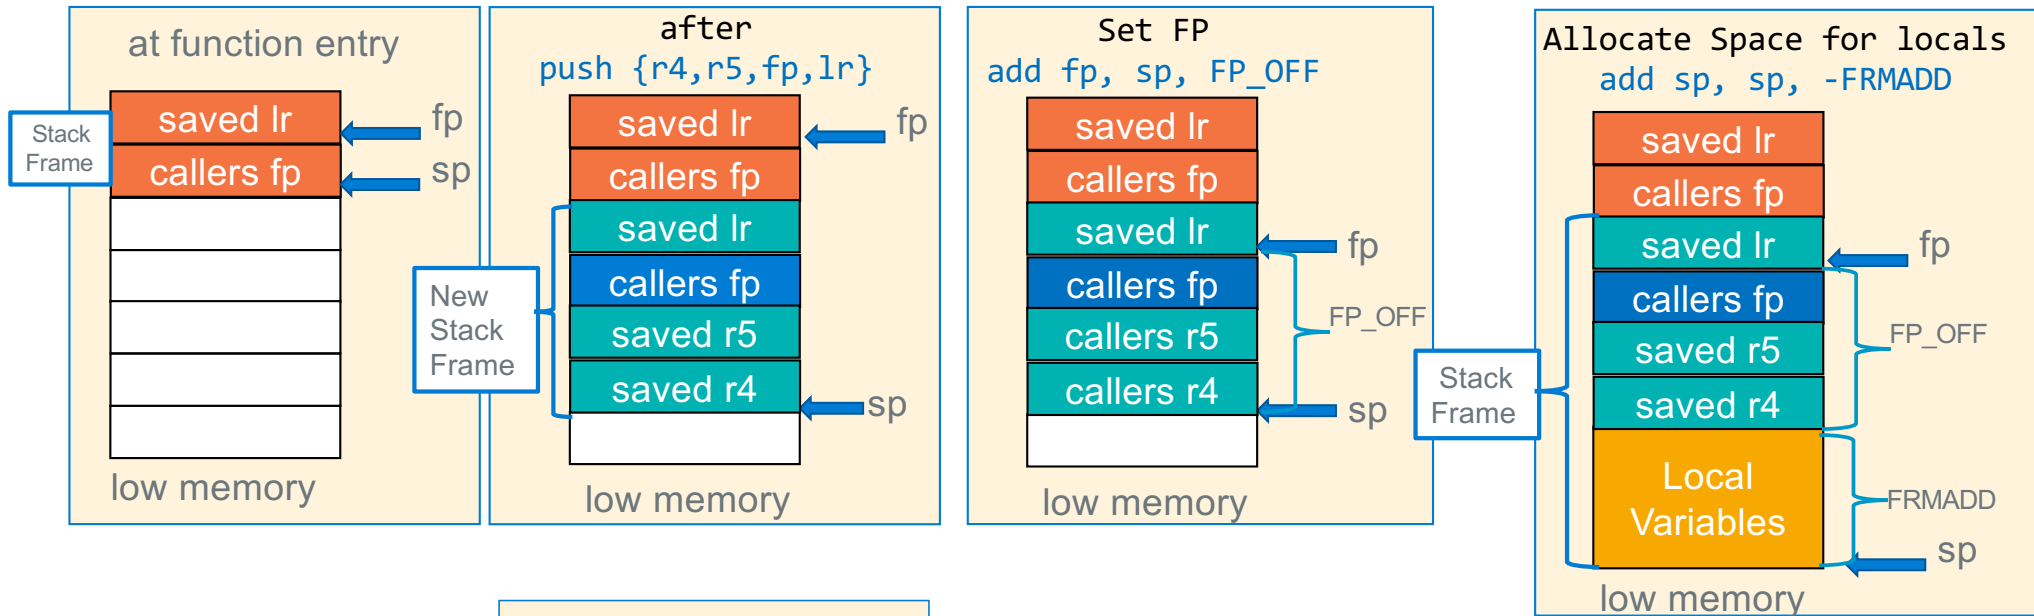 at function entry
Stack
Frame
saved lr
callers fp
fp
sp
low memory
after
push {r4,r5,fp,lr}
saved lr
callers fp
saved lr
callers fp
saved r5
saved r4
fp
sp
New
Stack
Frame
low memory
Set FP
add fp, sp, FP_OFF
saved lr
callers fp
saved lr
callers fp
callers r5
callers r4
fp
FP_OFF
sp
low memory
Allocate Space for locals
add sp, sp, -FRMADD
saved lr
callers fp
saved lr
callers fp
saved r5
saved r4
Local
Variables
fp
FP_OFF
FRMADD
sp
Stack
Frame
low memory